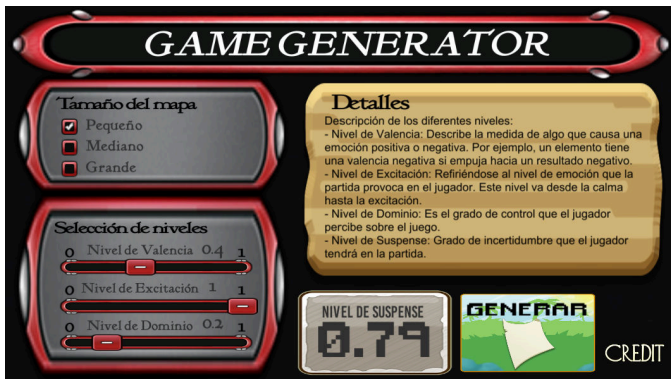 GAME GENERATOR
Tamaño del mapa
Pequeño
Mediano
Grande
Selección de niveles
0 Nivel de Valencia 0.4 1
0 Nivel de Excitación 1 1
0 Nivel de Dominio 0.2 1
Detalles
Descripción de los diferentes niveles:
- Nivel de Valencia: Describe la medida de algo que causa una
emoción positiva o negativa. Por ejemplo, un elemento tiene
una valencia negativa si empuja hacia un resultado negativo.
- Nivel de Excitación: Refiriéndose al nivel de emoción que la
partida provoca en el jugador. Este nivel va desde la calma
hasta la excitación.
- Nivel de Dominio: Es el grado de control que el jugador
percibe sobre el juego.
- Nivel de Suspense: Grado de incertidumbre que el jugador
tendrá en la partida.
NIVEL DE SUSPENSE
0.79
GENERAR
CREDIT